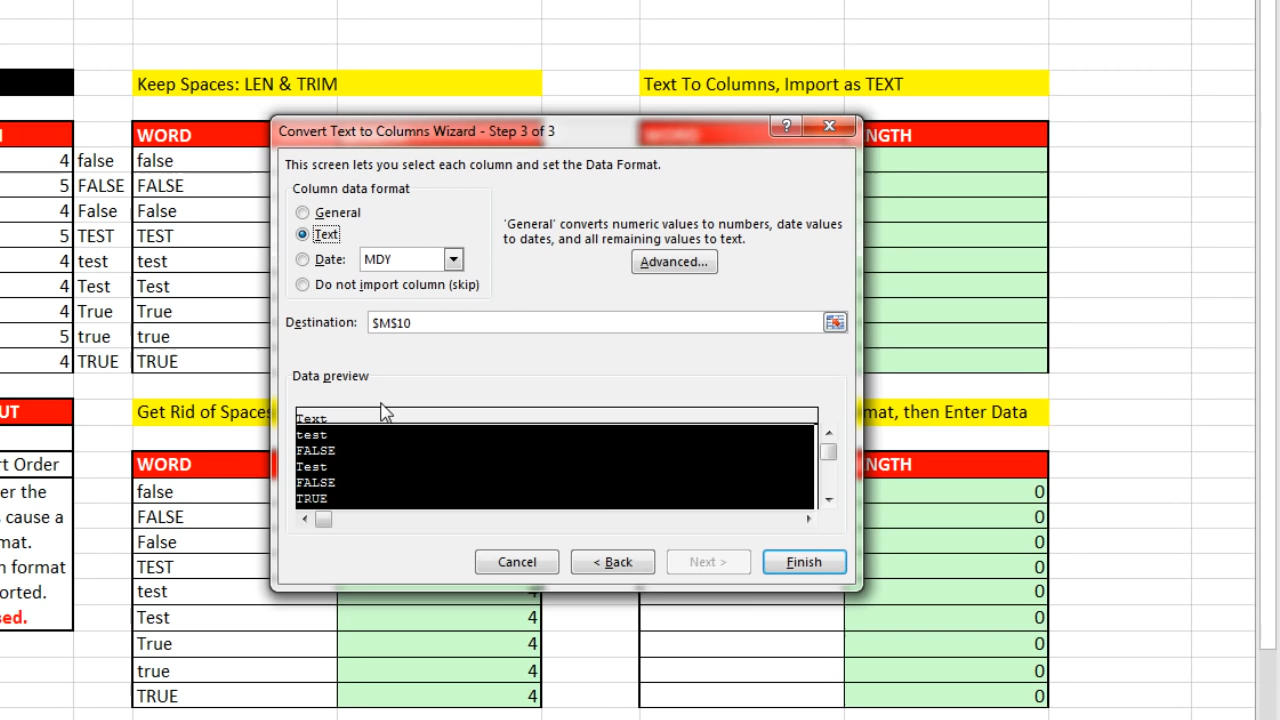 Keep Spaces: LEN & TRIM
Text To Columns, Import as TEXT
WORD
NGTH
4 false false
5 FALSE FALSE
4 False False
5 TEST TEST
4 test test
4 Test Test
4 True True
5 true true
4 TRUE TRUE
Convert Text to Columns Wizard - Step 3 of 3
?
This screen lets you select each column and set the Data Format.
Column data format
General
Text
Date: MDY
Do not import column (skip)
'General' converts numeric values to numbers, date values
to dates, and all remaining values to text.
Advanced...
Destination: $M$10
Data preview
Text
test
FALSE
Test
FALSE
TRUE
Cancel
< Back
Next >
Finish
UT
Get Rid of Spaces
mat, then Enter Data
rt Order
er the
cause a
mat.
n format
orted.
sed.
WORD
NGTH
false 0
FALSE 0
False 0
TEST 0
test 4 0
Test 4 0
True 4 0
true 4 0
TRUE 4 0